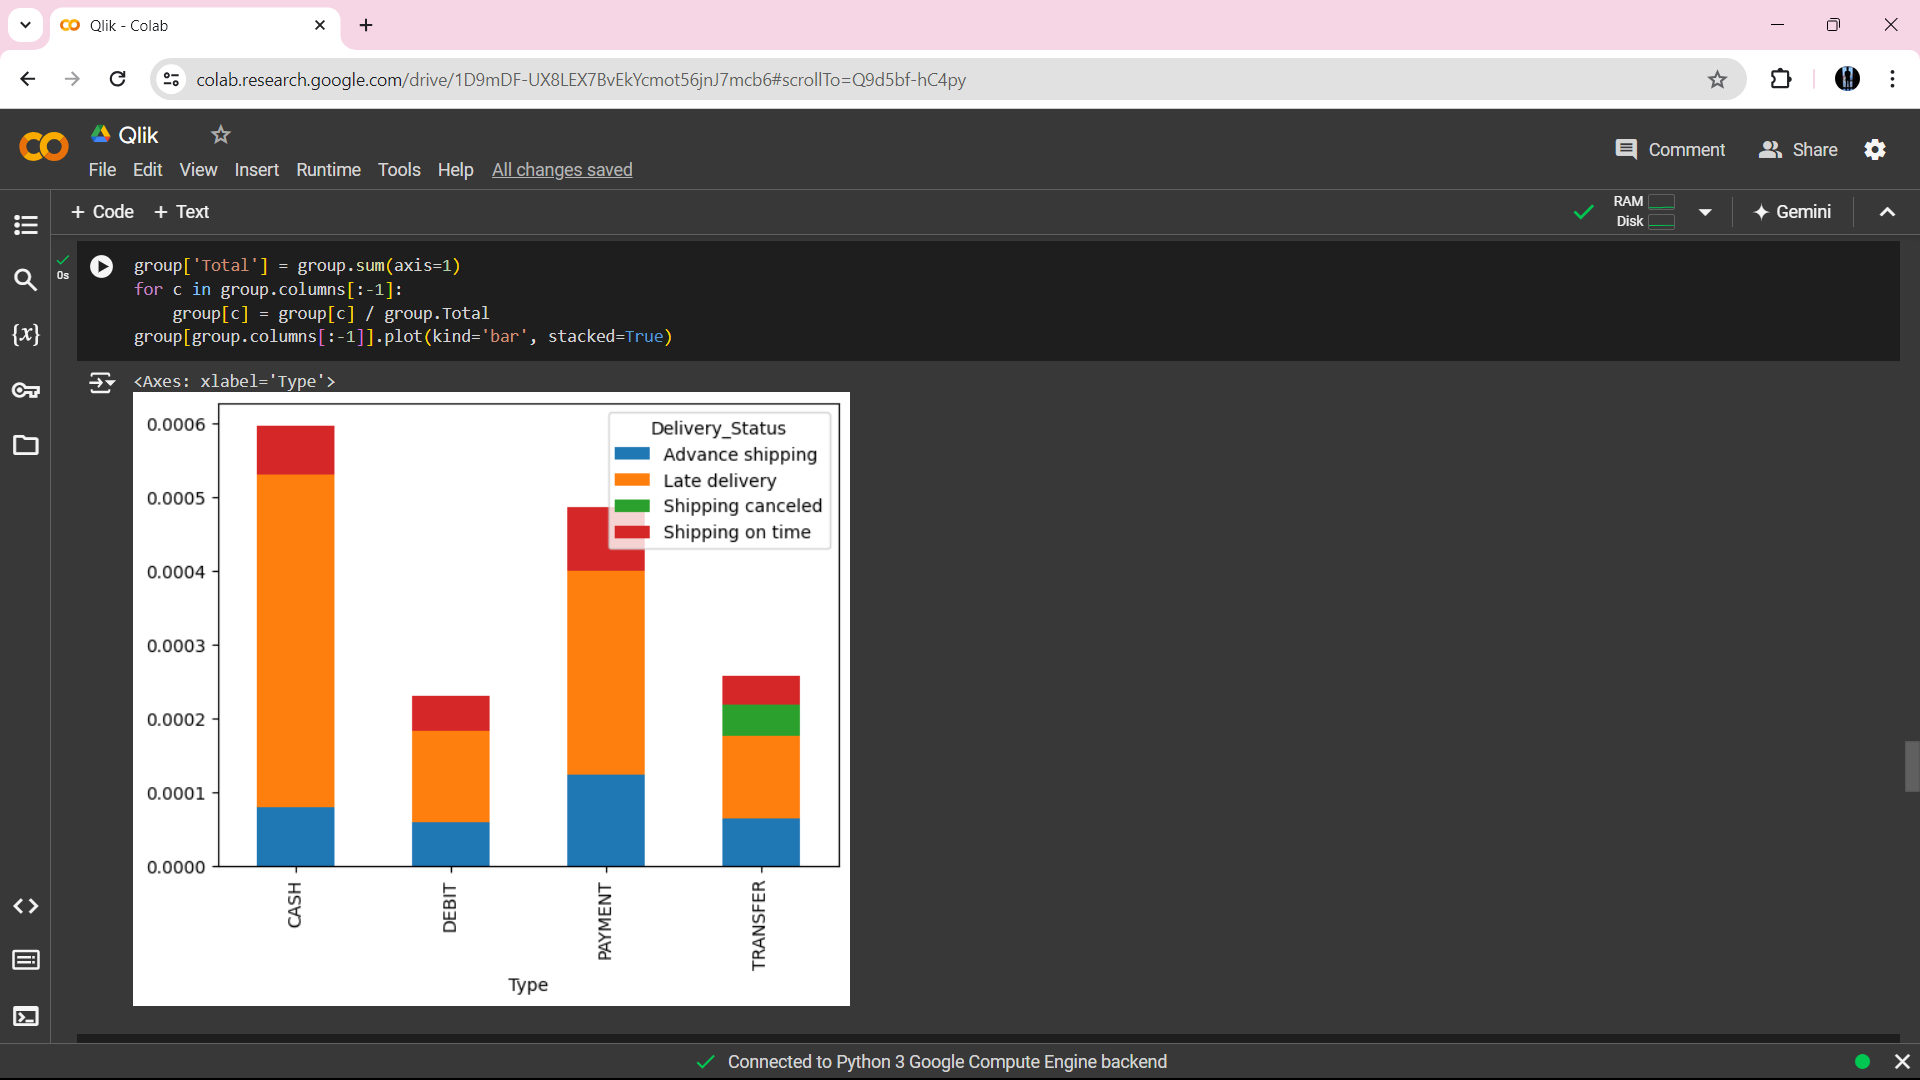 Qlik - Colab
colab.research.google.com/drive/1D9mDF-UX8LEX7BvEkYcmot56jnJ7mcb6#scrollTo=Q9d5bf-hC4py
Qlik
File Edit View Insert Runtime Tools Help All changes saved
Comment
Share
+ Code + Text
RAM
Disk
Gemini
0s
group['Total'] = group.sum(axis=1)
for c in group.columns[:-1]:
    group[c] = group[c] / group.Total
group[group.columns[:-1]].plot(kind='bar', stacked=True)
<Axes: xlabel='Type'>
Delivery_Status
Advance shipping
Late delivery
Shipping canceled
Shipping on time
0.0006
0.0005
0.0004
0.0003
0.0002
0.0001
0.0000
CASH
DEBIT
PAYMENT
TRANSFER
Type
{x}
Connected to Python 3 Google Compute Engine backend